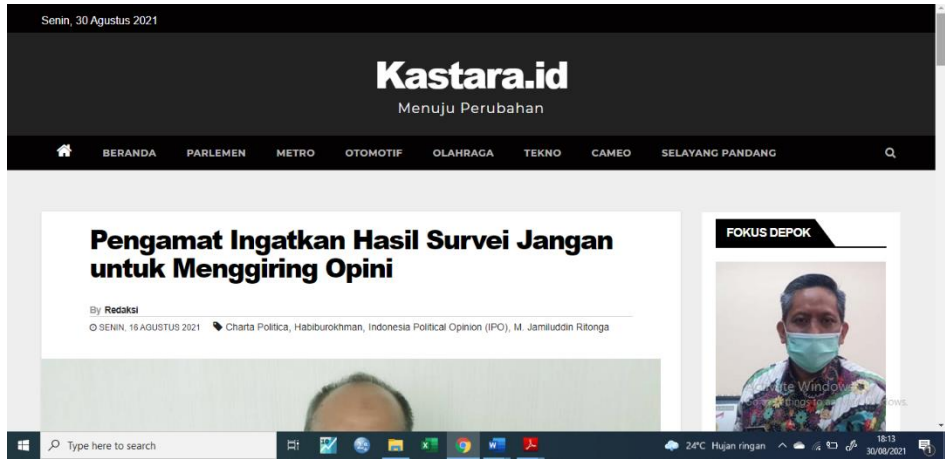 Senin, 30 Agustus 2021
Kastara.id
Menuju Perubahan
BERANDA PARLEMEN METRO OTOMOTIF OLAHRAGA TEKNO CAMEO SELAYANG PANDANG
Pengamat Ingatkan Hasil Survei Jangan
untuk Menggiring Opini
By Redaksi
SENIN, 16 AGUSTUS 2021 Charta Politica, Habiburokhman, Indonesia Political Opinion (IPO), M. Jamiluddin Ritonga
FOKUS DEPOK
Windows
Type here to search
24°C Hujan ringan
18:13
30/08/2021